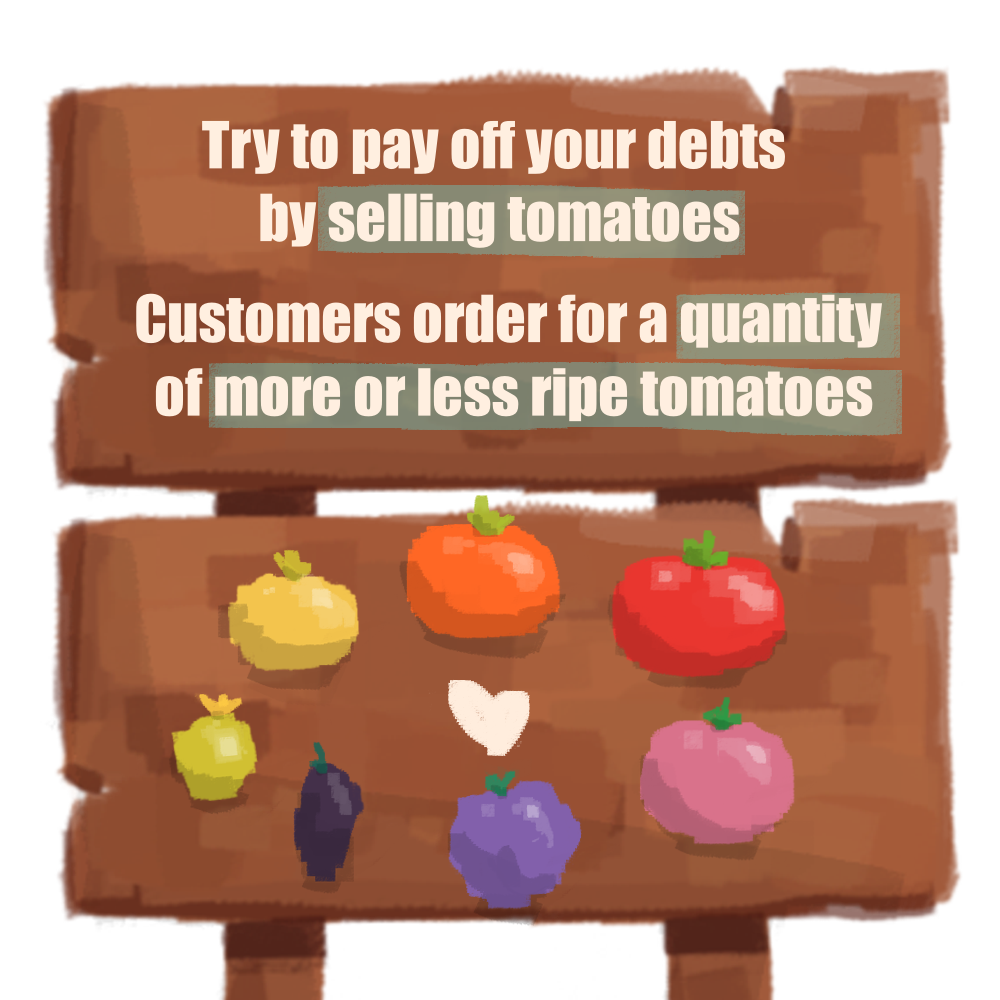 Try to pay off your debts
by selling tomatoes
Customers order for a quantity
of more or less ripe tomatoes